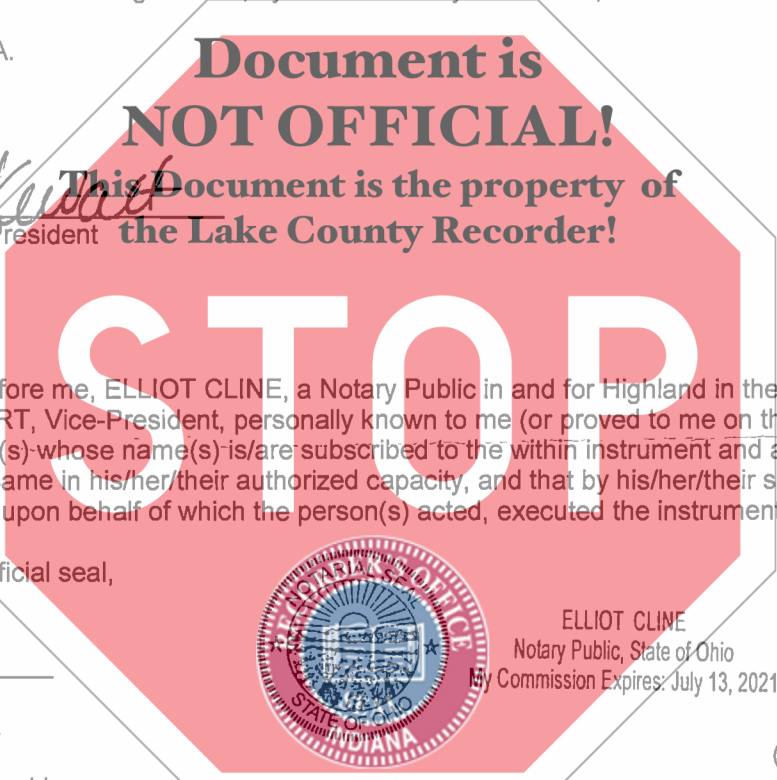 A.
Document is
NOT OFFICIAL!
This Document is the property of
the Lake County Recorder!
resident
STOP
fore me, ELLIOT CLINE, a Notary Public in and for Highland in the
RT, Vice-President, personally known to me (or proved to me on th
(s) whose name(s) is/are subscribed to the within instrument and a
ame in his/her/their authorized capacity, and that by his/her/their s
upon behalf of which the person(s) acted, executed the instrument
ficial seal,
NOTARIAL SEAL
OFFICE
STATE OF OHIO
INDIANA
ELLIOT CLINE
Notary Public, State of Ohio
My Commission Expires: July 13, 2021